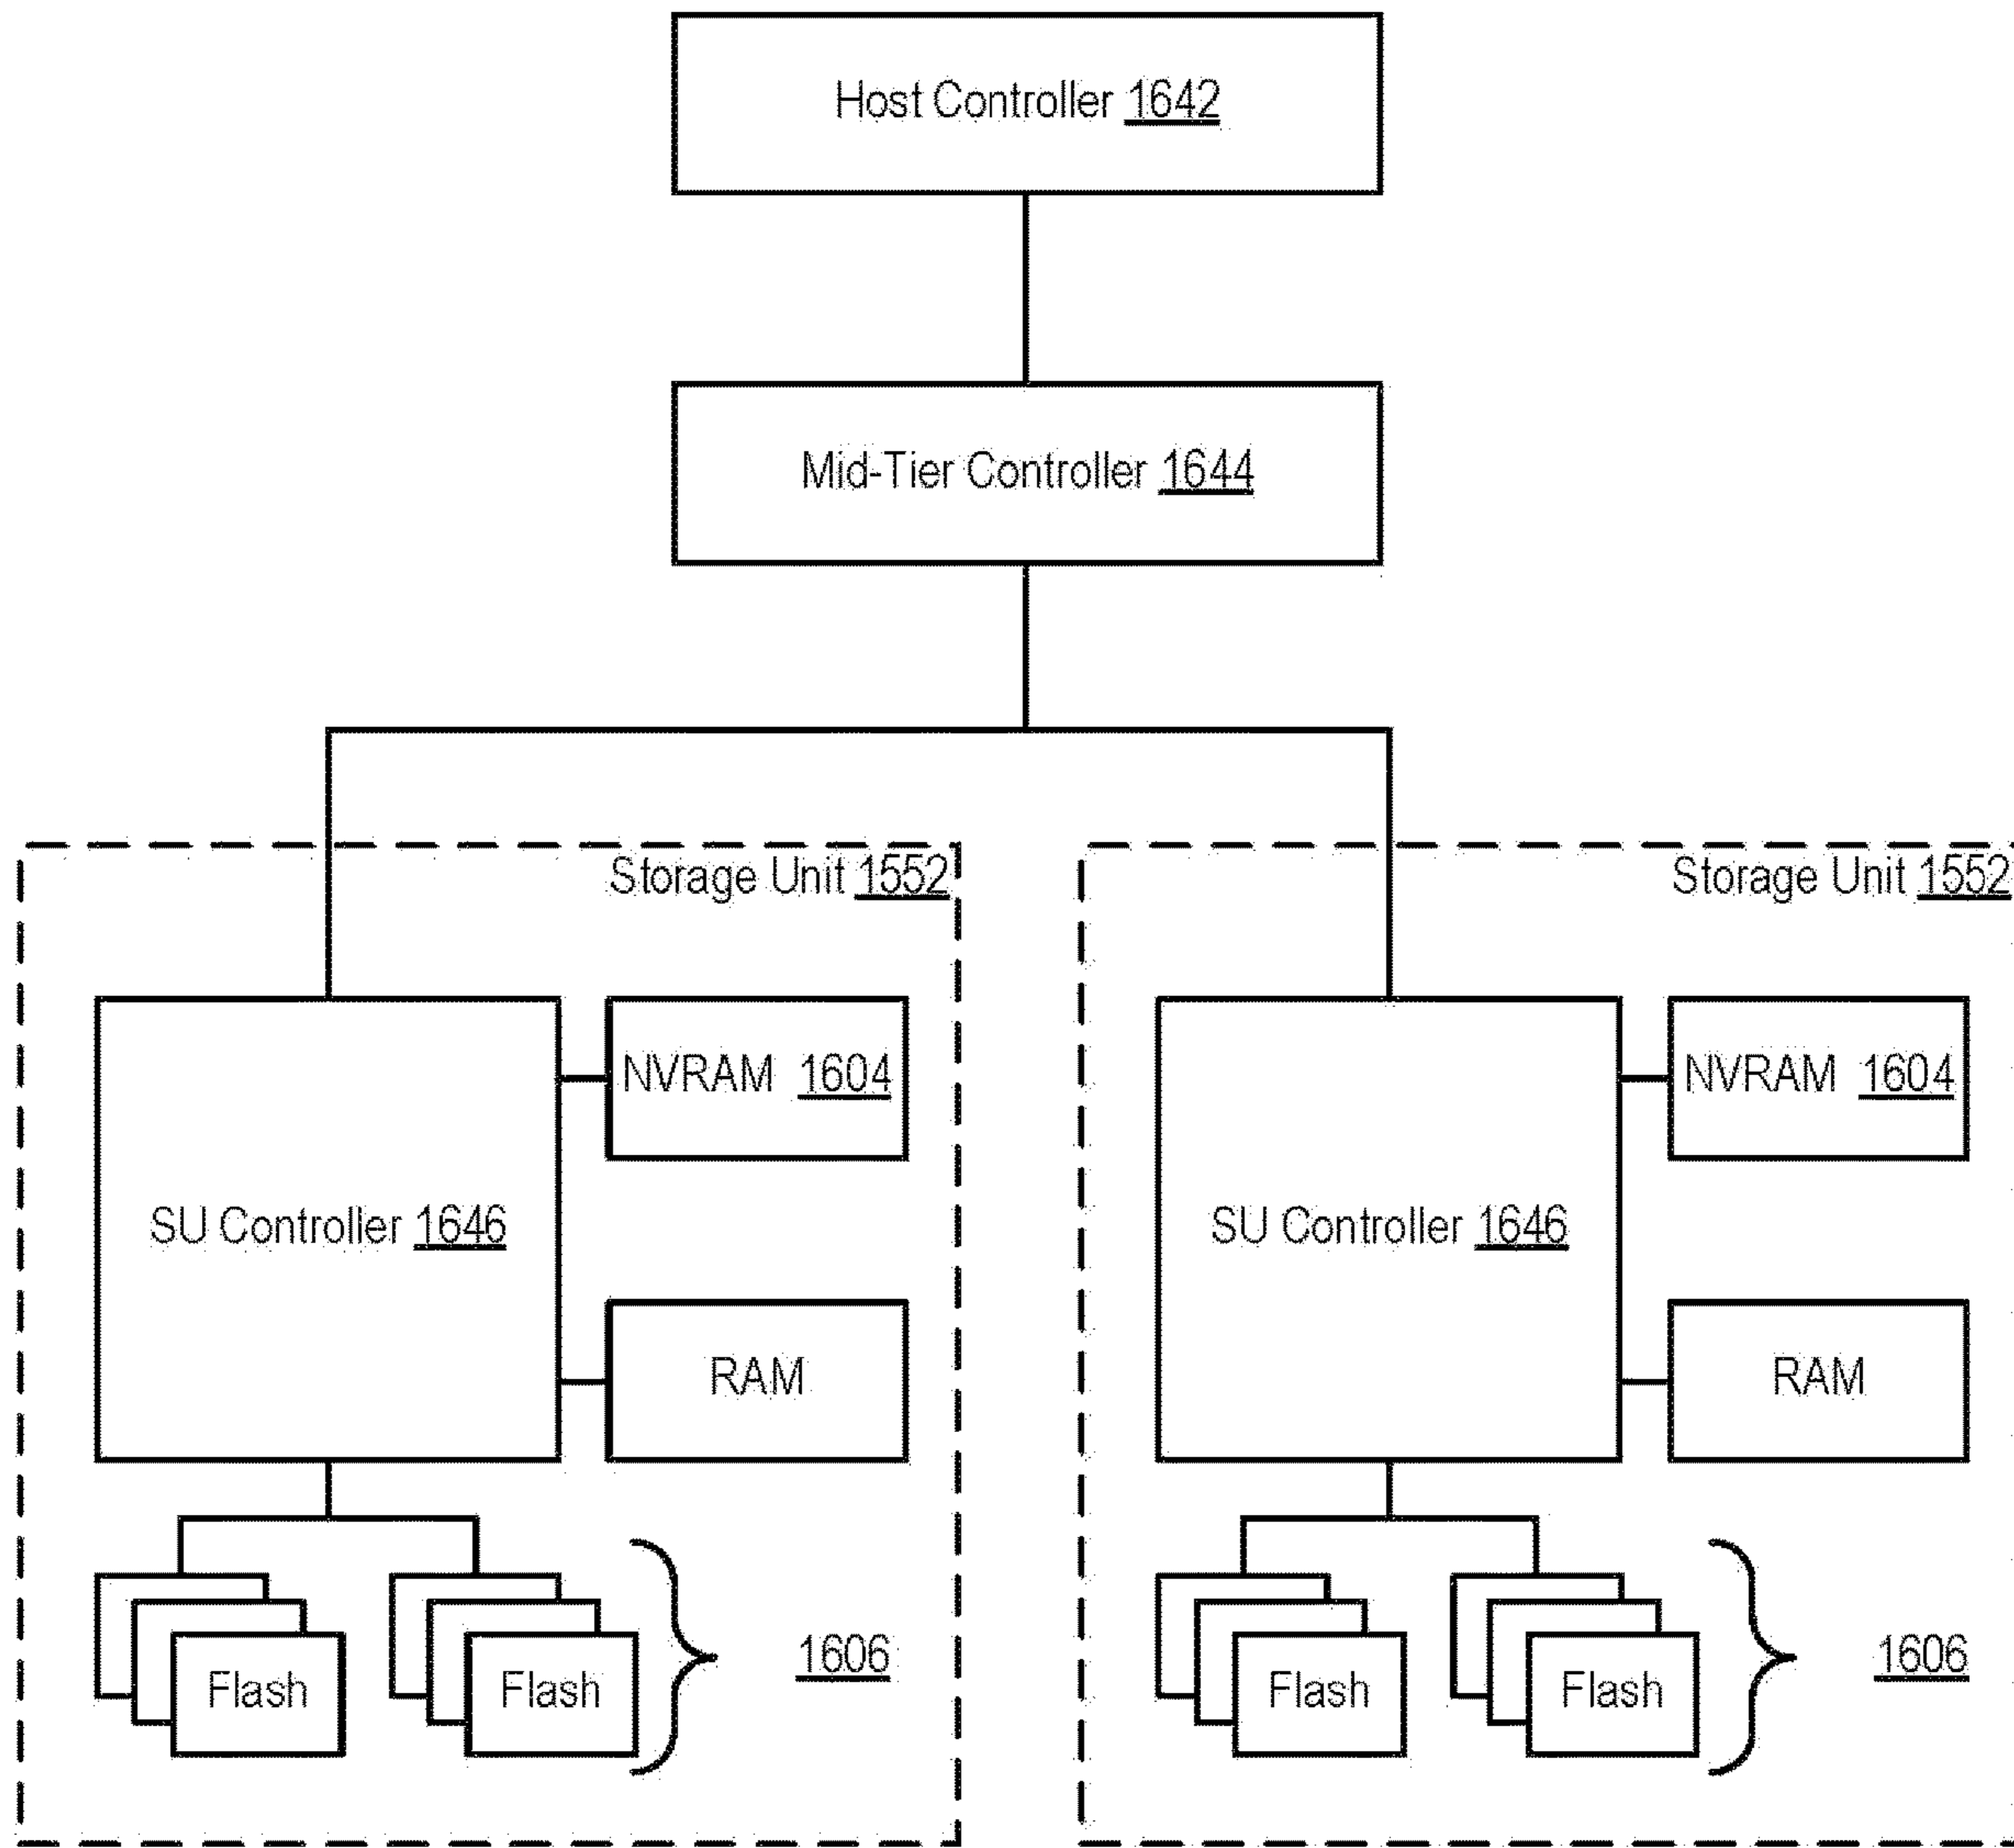 Host Controller 1642
Mid-Tier Controller 1644
Storage Unit 1552
Storage Unit 1552
NVRAM 1604
NVRAM 1604
SU Controller 1646
SU Controller 1646
RAM
RAM
Flash
Flash
1606
Flash
Flash
1606